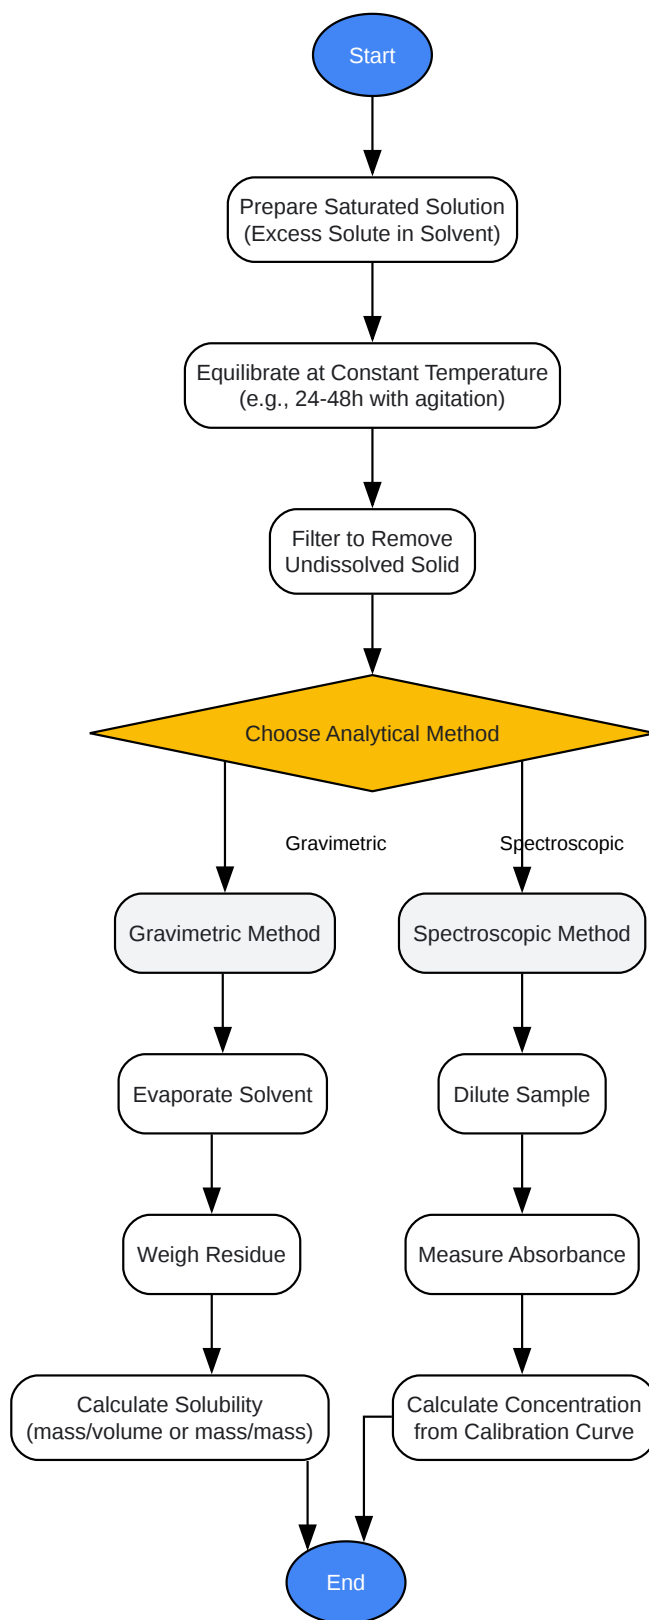 Start
Prepare Saturated Solution
(Excess Solute in Solvent)
Equilibrate at Constant Temperature
(e.g., 24-48h with agitation)
Filter to Remove
Undissolved Solid
Choose Analytical Method
Gravimetric
Spectroscopic
Gravimetric Method
Spectroscopic Method
Evaporate Solvent
Dilute Sample
Weigh Residue
Measure Absorbance
Calculate Solubility
(mass/volume or mass/mass)
Calculate Concentration
from Calibration Curve
End